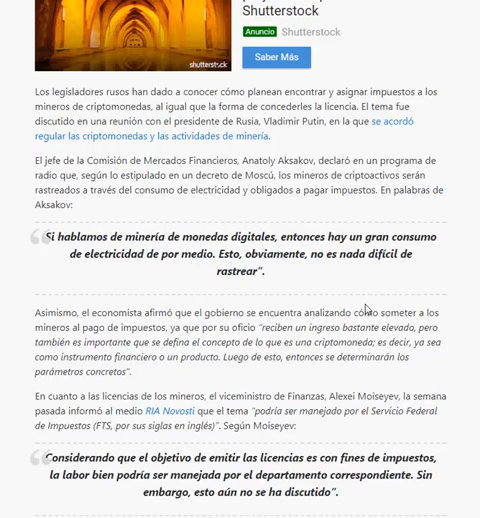 Shutterstock
Anuncio Shutterstock
shutterstock
Saber Más
Los legisladores rusos han dado a conocer cómo planean encontrar y asignar impuestos a los
mineros de criptomonedas, al igual que la forma de concederles la licencia. El tema fue
discutido en una reunión con el presidente de Rusia, Vladimir Putin, en la que se acordó
regular las criptomonedas y las actividades de minería.
El jefe de la Comisión de Mercados Financieros, Anatoly Aksakov, declaró en un programa de
radio que, según lo estipulado en un decreto de Moscú, los mineros de criptoactivos serán
rastreados a través del consumo de electricidad y obligados a pagar impuestos. En palabras de
Aksakov:
Si hablamos de minería de monedas digitales, entonces hay un gran consumo
de electricidad de por medio. Esto, obviamente, no es nada difícil de
rastrear”.
Asimismo, el economista afirmó que el gobierno se encuentra analizando cómo someter a los
mineros al pago de impuestos, ya que por su oficio “reciben un ingreso bastante elevado, pero
también es importante que se defina el concepto de lo que es una criptomoneda; es decir, ya sea
como instrumento financiero o un producto. Luego de esto, entonces se determinarán los
parámetros concretos”.
En cuanto a las licencias de los mineros, el viceministro de Finanzas, Alexei Moiseyev, la semana
pasada informó al medio RIA Novosti que el tema “podría ser manejado por el Servicio Federal
de Impuestos (FTS, por sus siglas en inglés)”. Según Moiseyev:
Considerando que el objetivo de emitir las licencias es con fines de impuestos,
la labor bien podría ser manejada por el departamento correspondiente. Sin
embargo, esto aún no se ha discutido”.